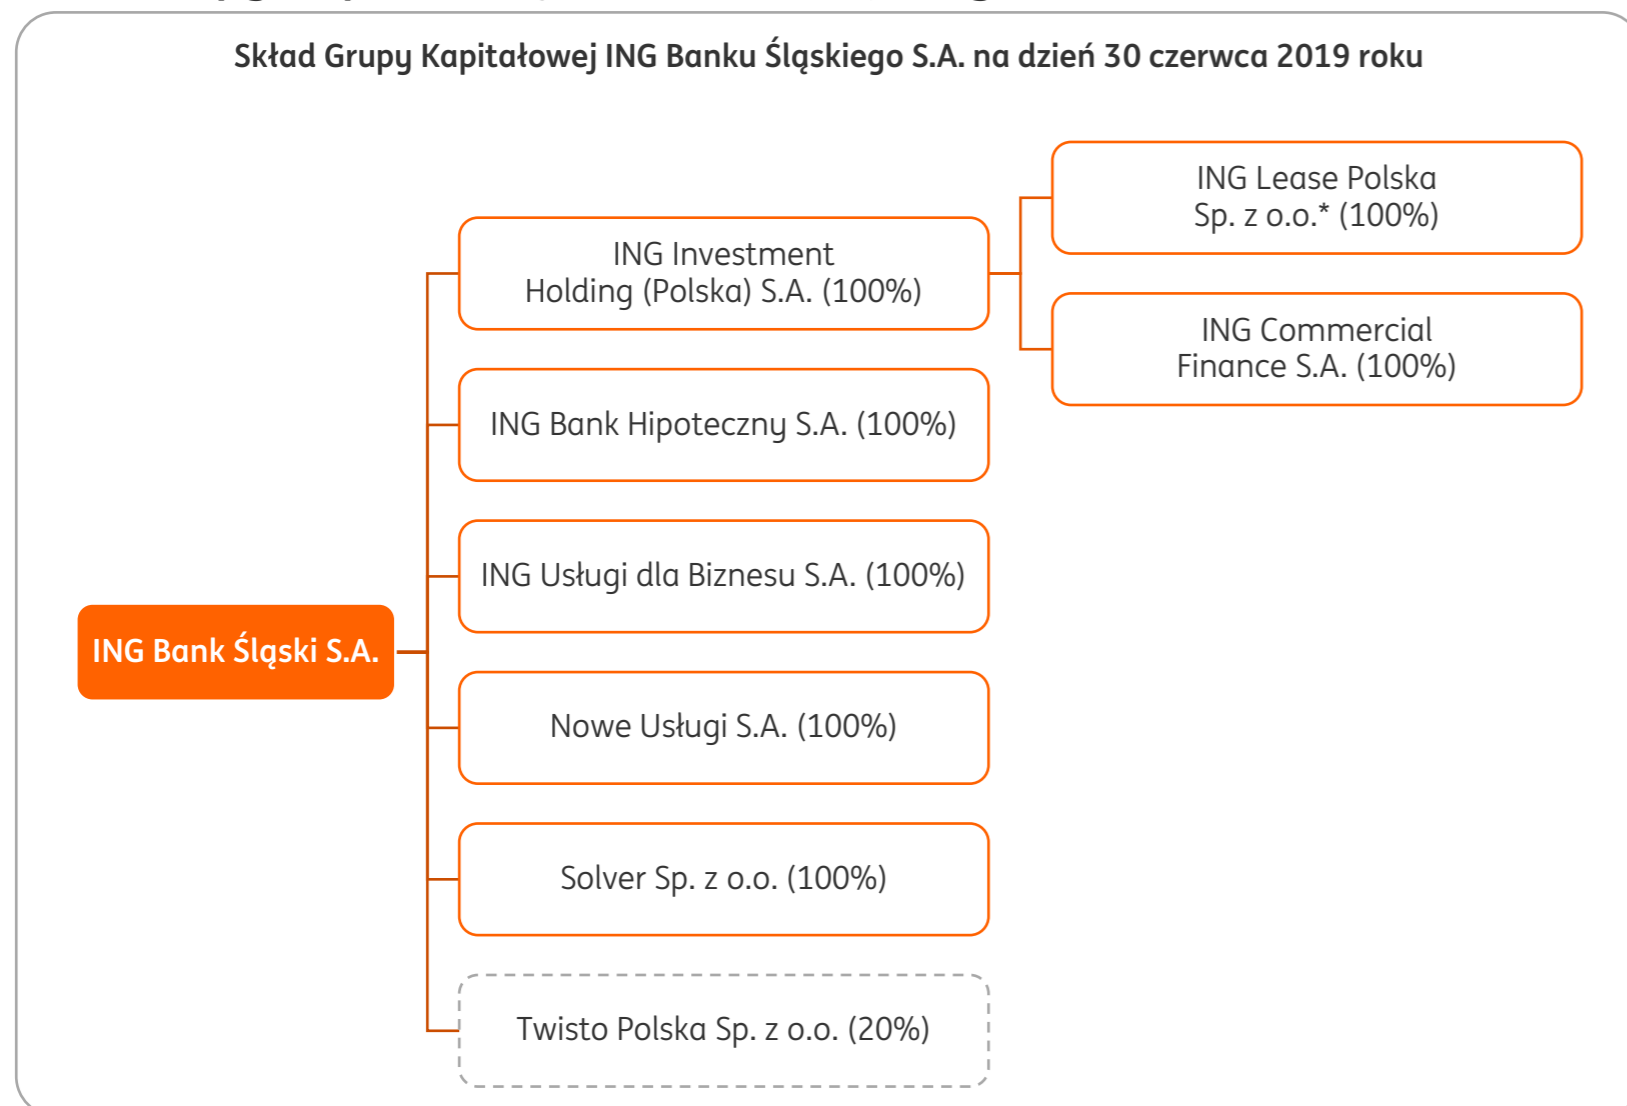 Skład Grupy Kapitałowej ING Banku Śląskiego S.A. na dzień 30 czerwca 2019 roku
ING Lease Polska
Sp. z o.o.* (100%)
ING Investment
Holding (Polska) S.A. (100%)
ING Commercial
Finance S.A. (100%)
ING Bank Hipoteczny S.A. (100%)
ING Usługi dla Biznesu S.A. (100%)
ING Bank Śląski S.A.
Nowe Usługi S.A. (100%)
Solver Sp. z o.o. (100%)
Twisto Polska Sp. z o.o. (20%)